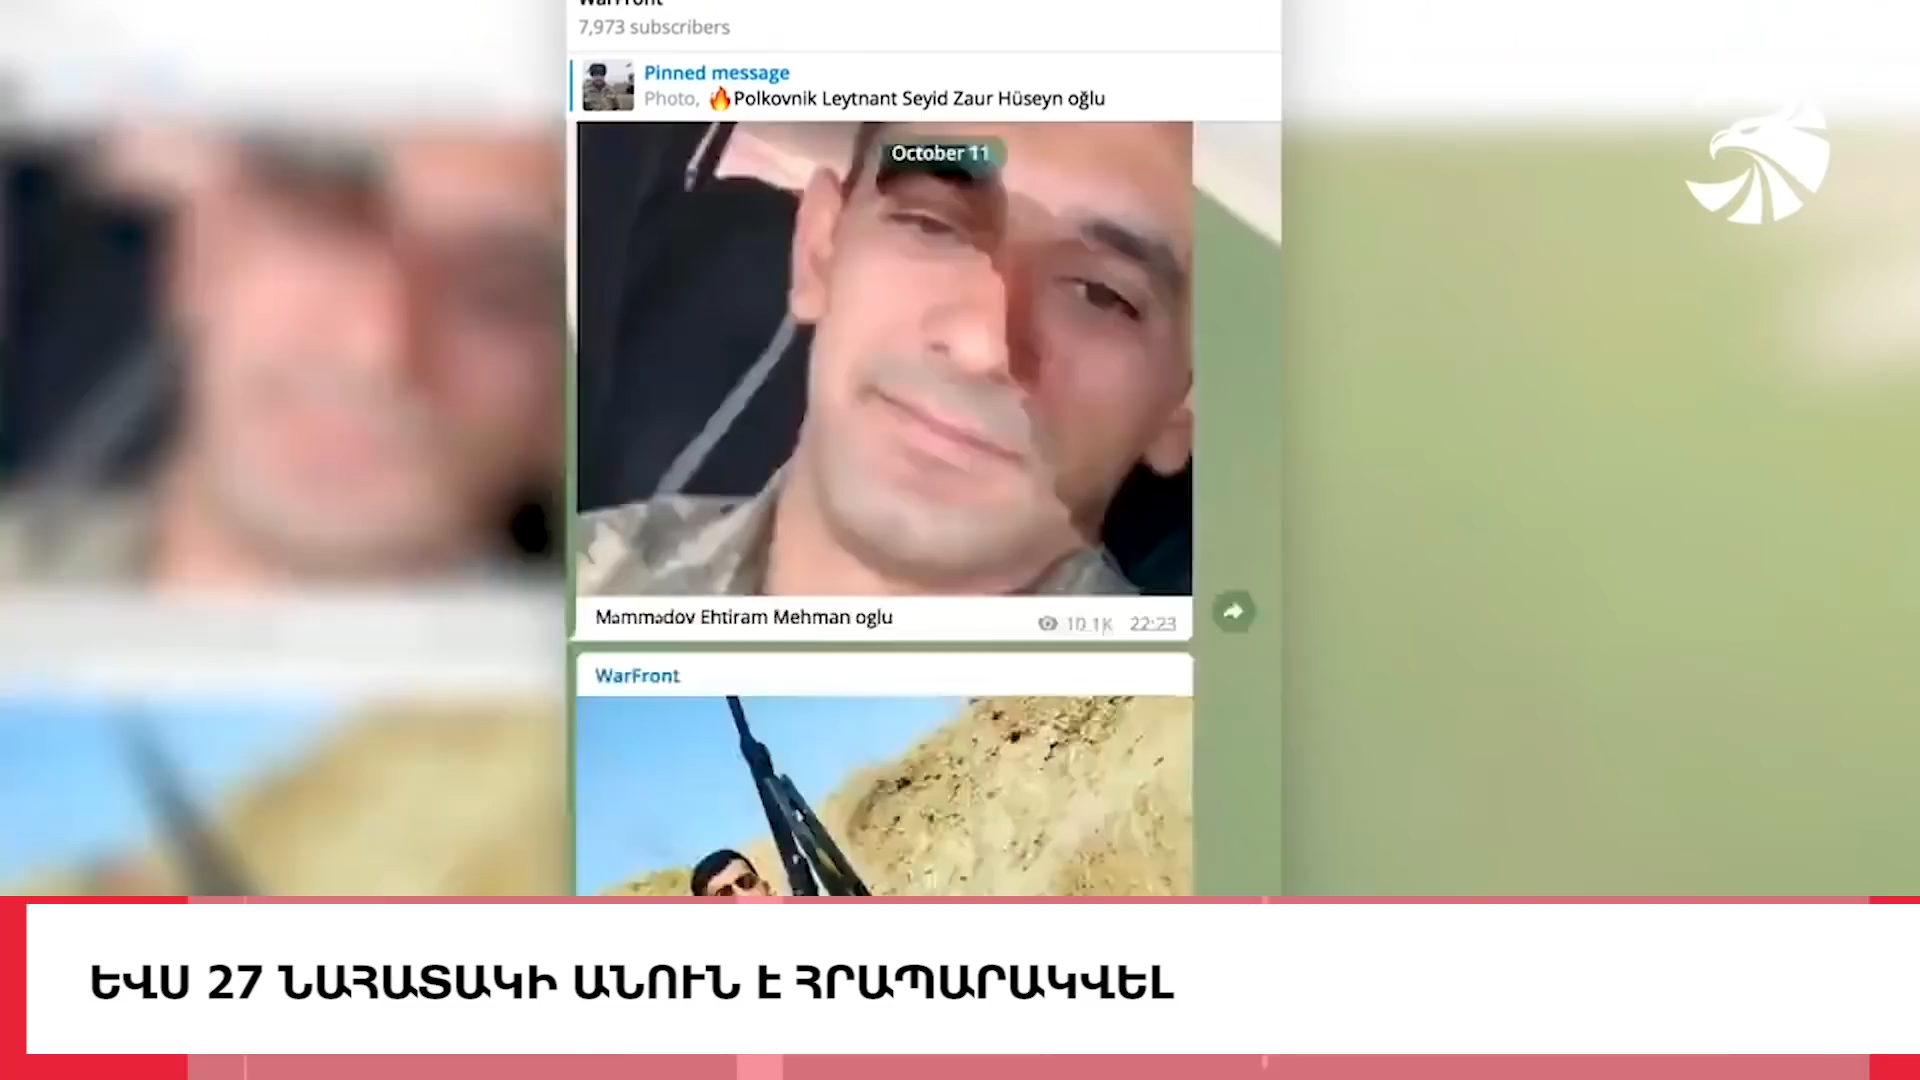 WarFront
7,973 subscribers
Pinned message
Photo, 🔥Polkovnik Leytnant Seyid Zaur Hüseyn oğlu
October 11
Məmmədov Ehtiram Mehman oglu
10.1K 22:23
WarFront
ԵՎՍ 27 ՆԱՀԱՏԱԿԻ ԱՆՈՒՆ Է ՀՐԱՊԱՐԱԿՎԵԼ